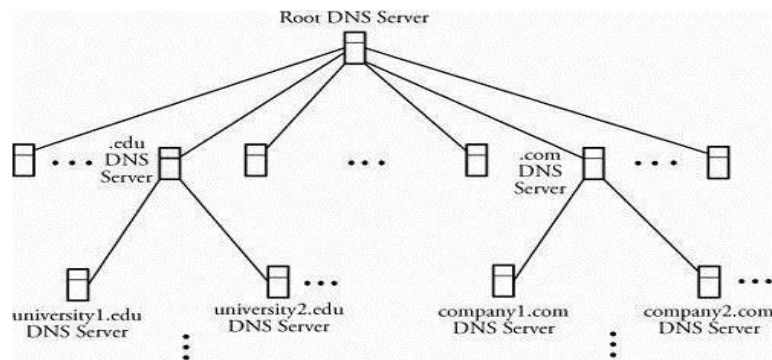 Root DNS Server
.edu
DNS
Server
.com
DNS
Server
university1.edu
DNS Server
university2.edu
DNS Server
company1.com
DNS Server
company2.com
DNS Server